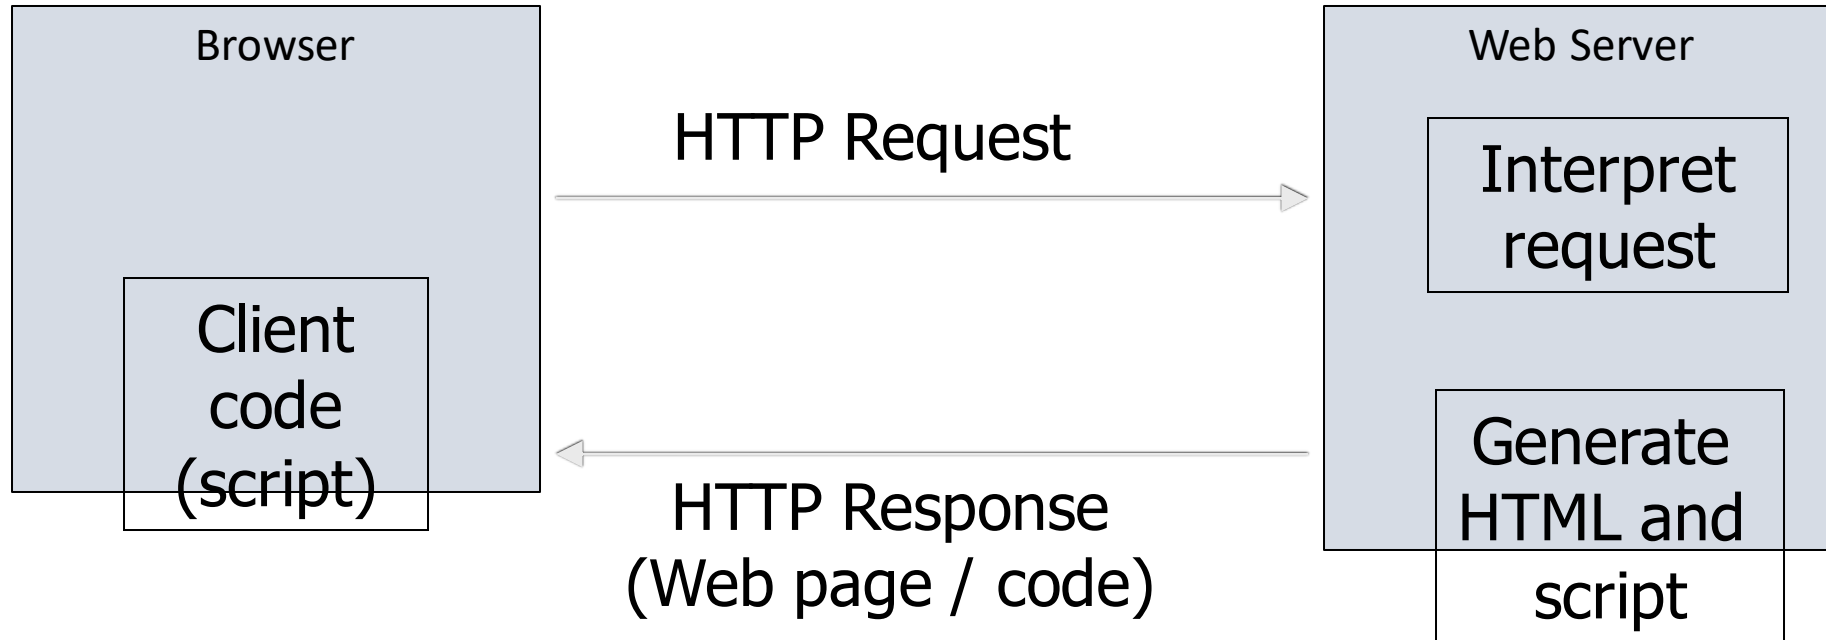 Browser
Client
code
(script)
HTTP Request
HTTP Response
(Web page / code)
Web Server
Interpret
request
Generate
HTML and
script